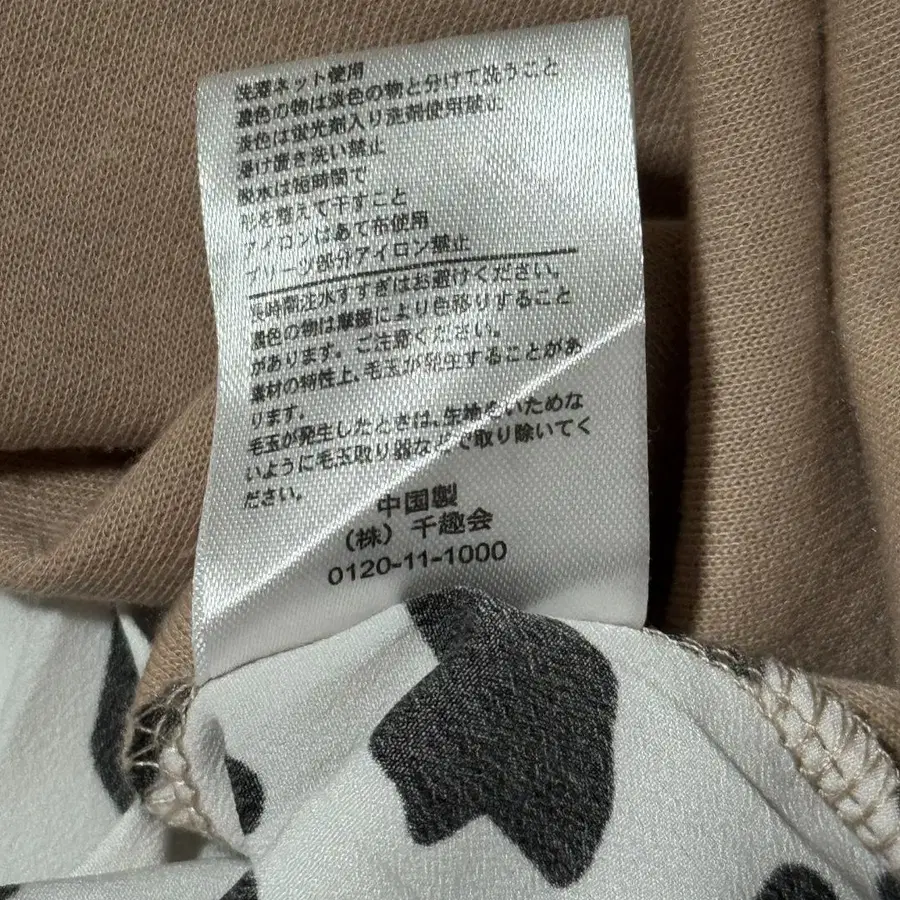 洗濯ネット使用
濃色の物は淡色の物と分けて洗うこと
淡色は蛍光剤入り洗剤使用禁止
漬け置き洗い禁止
脱水は短時間で
形を整えて干すこと
アイロンはあて布使用
プリーツ部分アイロン禁止
長時間注水すすぎはお避けください。
濃色の物は摩擦により色移りすること
があります。ご注意ください。
素材の特性上、毛玉が発生することがあ
ります。
毛玉が発生したときは、生地をいためな
いように毛玉取り器などで取り除いてく
ださい。
中国製
（株）千趣会
0120-11-1000